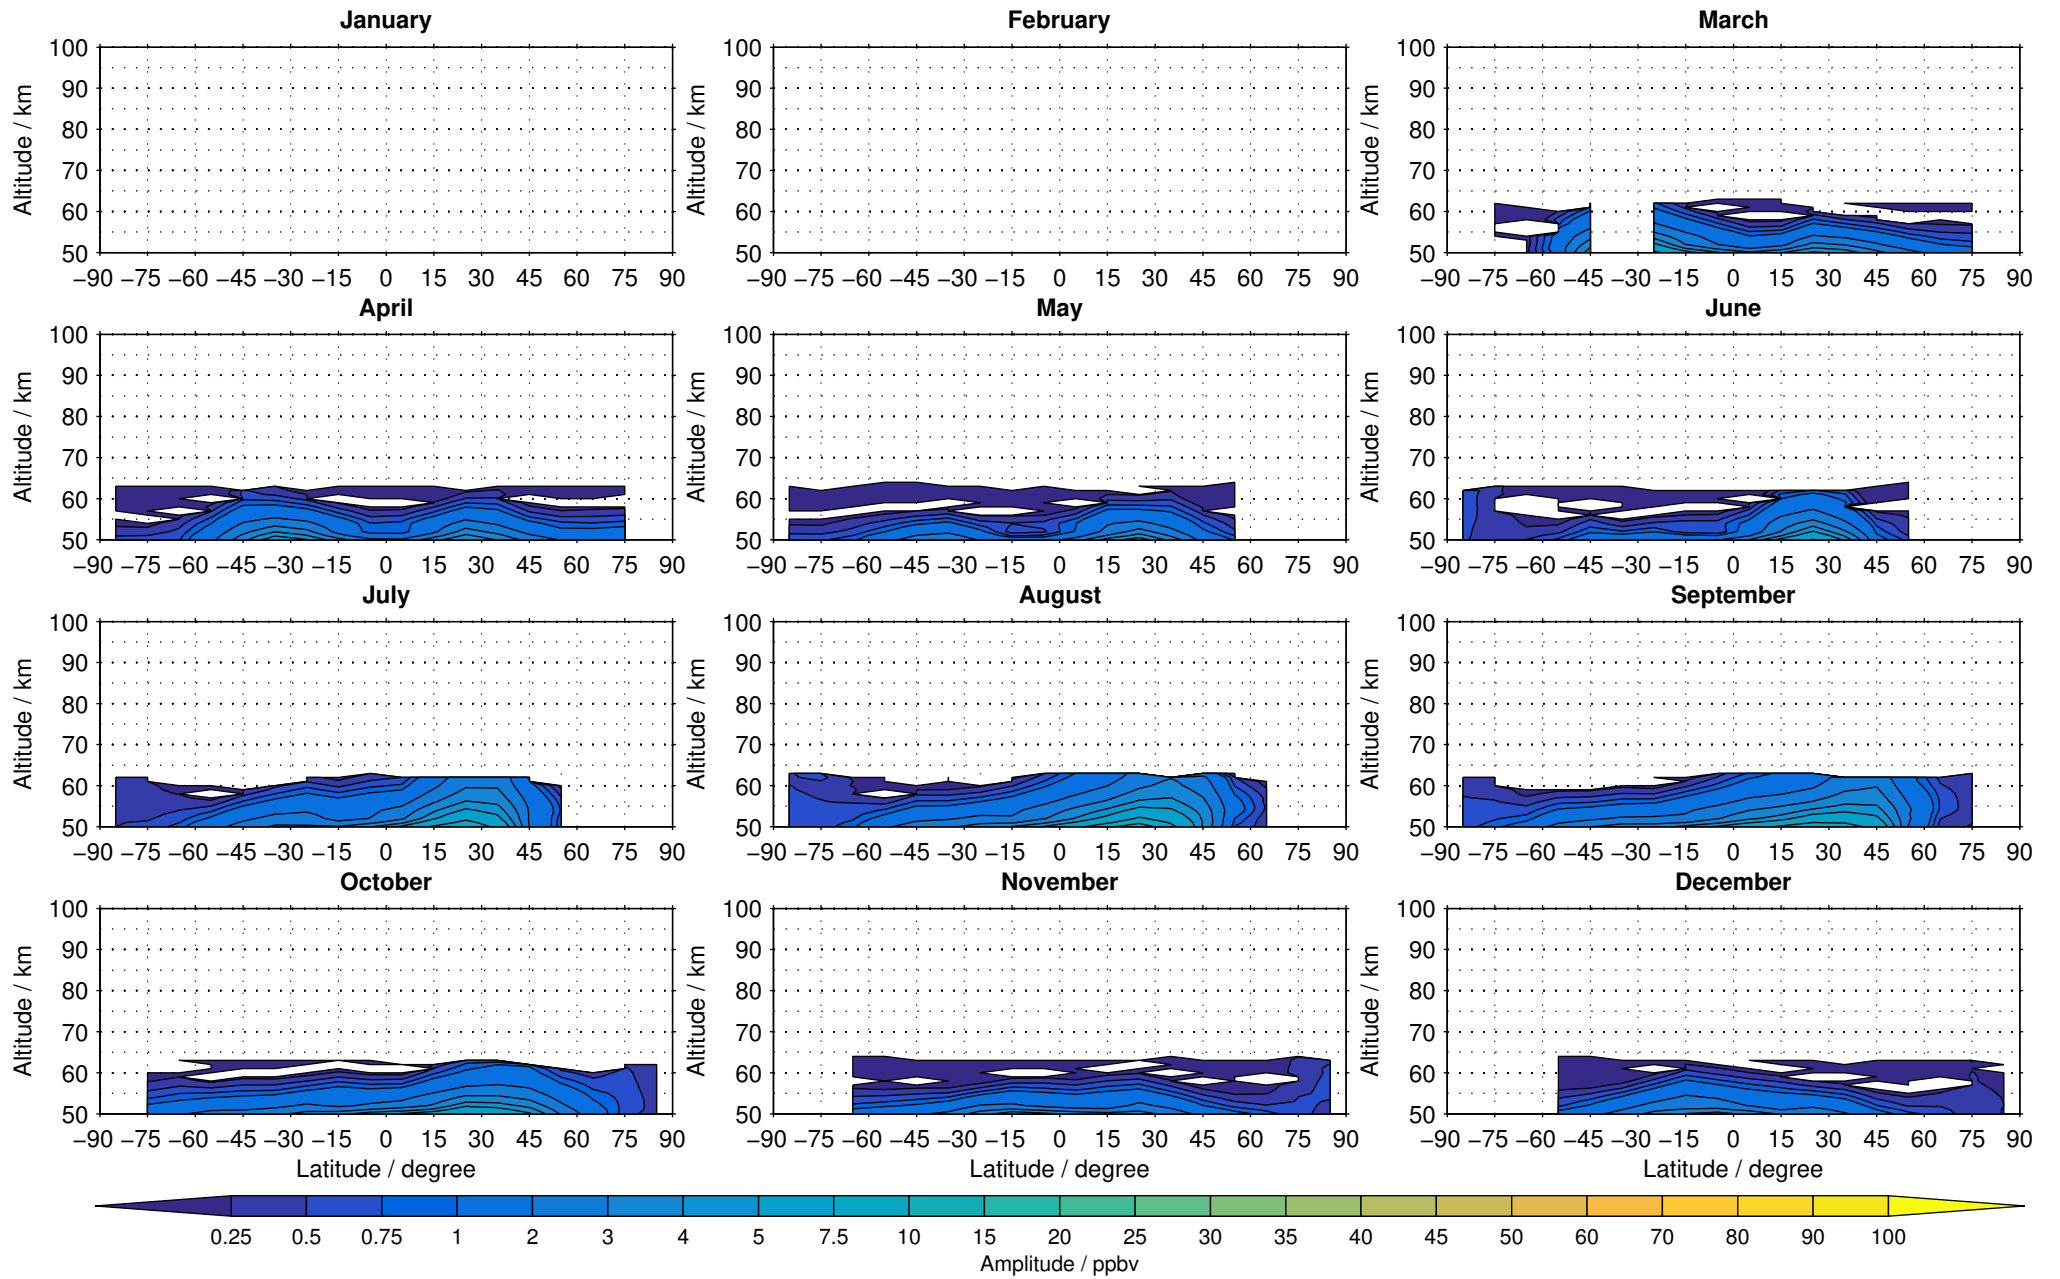 January February March
100 100 100
90 90 90
80 80 80
70 70 70
60 60 60
50 50 50
Altitude / km Altitude / km Altitude / km
−90 −75 −60 −45 −30 −15 0 15 30 45 60 75 90 −90 −75 −60 −45 −30 −15 0 15 30 45 60 75 90 −90 −75 −60 −45 −30 −15 0 15 30 45 60 75 90
April May June
100 100 100
90 90 90
80 80 80
70 70 70
60 60 60
50 50 50
Altitude / km Altitude / km Altitude / km
−90 −75 −60 −45 −30 −15 0 15 30 45 60 75 90 −90 −75 −60 −45 −30 −15 0 15 30 45 60 75 90 −90 −75 −60 −45 −30 −15 0 15 30 45 60 75 90
July August September
100 100 100
90 90 90
80 80 80
70 70 70
60 60 60
50 50 50
Altitude / km Altitude / km Altitude / km
−90 −75 −60 −45 −30 −15 0 15 30 45 60 75 90 −90 −75 −60 −45 −30 −15 0 15 30 45 60 75 90 −90 −75 −60 −45 −30 −15 0 15 30 45 60 75 90
October November December
100 100 100
90 90 90
80 80 80
70 70 70
60 60 60
50 50 50
Altitude / km Altitude / km Altitude / km
−90 −75 −60 −45 −30 −15 0 15 30 45 60 75 90 −90 −75 −60 −45 −30 −15 0 15 30 45 60 75 90 −90 −75 −60 −45 −30 −15 0 15 30 45 60 75 90
Latitude / degree Latitude / degree Latitude / degree
0.25 0.5 0.75 1 2 3 4 5 7.5 10 15 20 25 30 35 40 45 50 60 70 80 90 100
Amplitude / ppbv